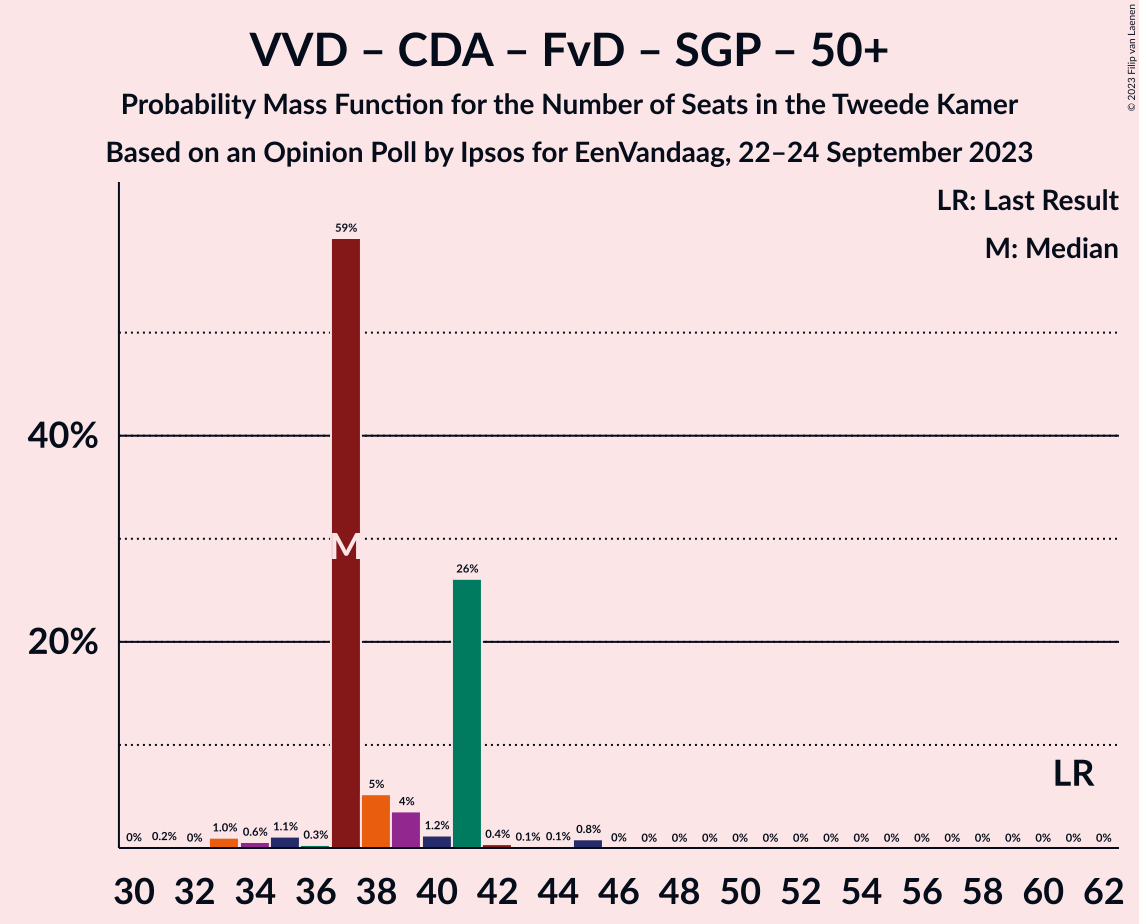 VVD – CDA – FvD – SGP – 50+
Probability Mass Function for the Number of Seats in the Tweede Kamer
Based on an Opinion Poll by Ipsos for EenVandaag, 22–24 September 2023
© 2023 Filip van Laenen
LR: Last Result
M: Median
40%
20%
59%
M
26%
LR
0% 0.2% 0% 1.0% 0.6% 1.1% 0.3% 5% 4% 1.2% 0.4% 0.1% 0.1% 0.8% 0% 0% 0% 0% 0% 0% 0% 0% 0% 0% 0% 0% 0% 0% 0% 0% 0%
30 32 34 36 38 40 42 44 46 48 50 52 54 56 58 60 62